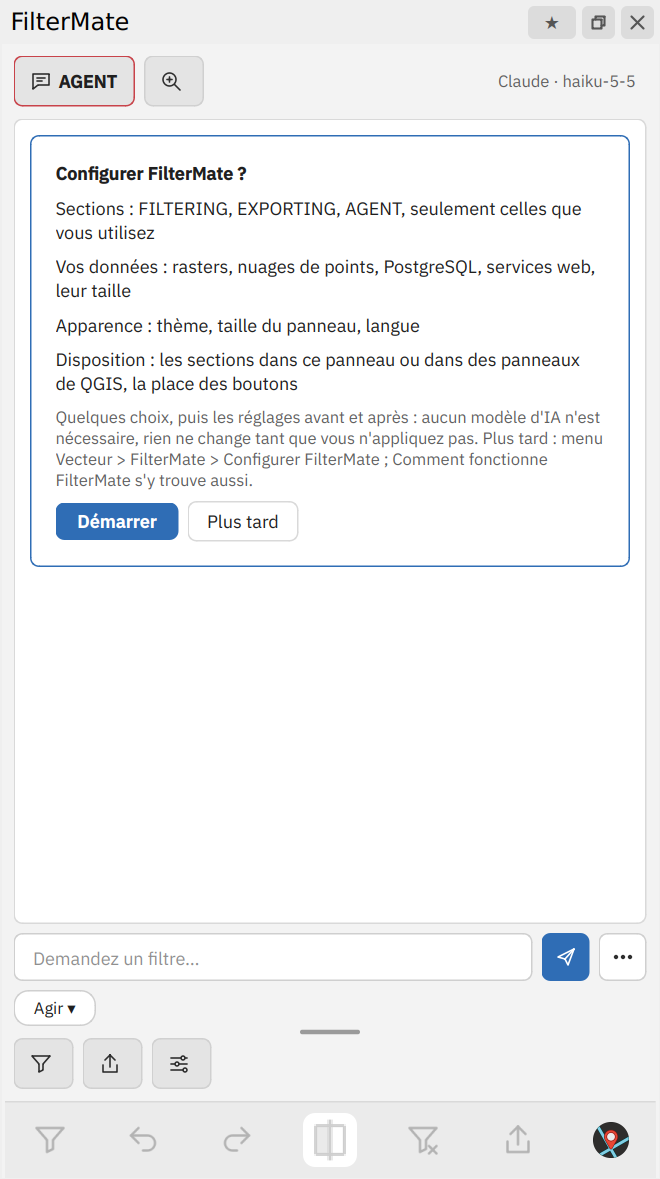 FilterMate
AGENT
Claude · haiku-5-5
Configurer FilterMate ?
Sections : FILTERING, EXPORTING, AGENT, seulement celles que
vous utilisez
Vos données : rasters, nuages de points, PostgreSQL, services web,
leur taille
Apparence : thème, taille du panneau, langue
Disposition : les sections dans ce panneau ou dans des panneaux
de QGIS, la place des boutons
Quelques choix, puis les réglages avant et après : aucun modèle d'IA n'est
nécessaire, rien ne change tant que vous n'appliquez pas. Plus tard : menu
Vecteur > FilterMate > Configurer FilterMate ; Comment fonctionne
FilterMate s'y trouve aussi.
Démarrer
Plus tard
Demandez un filtre...
Agir ▾